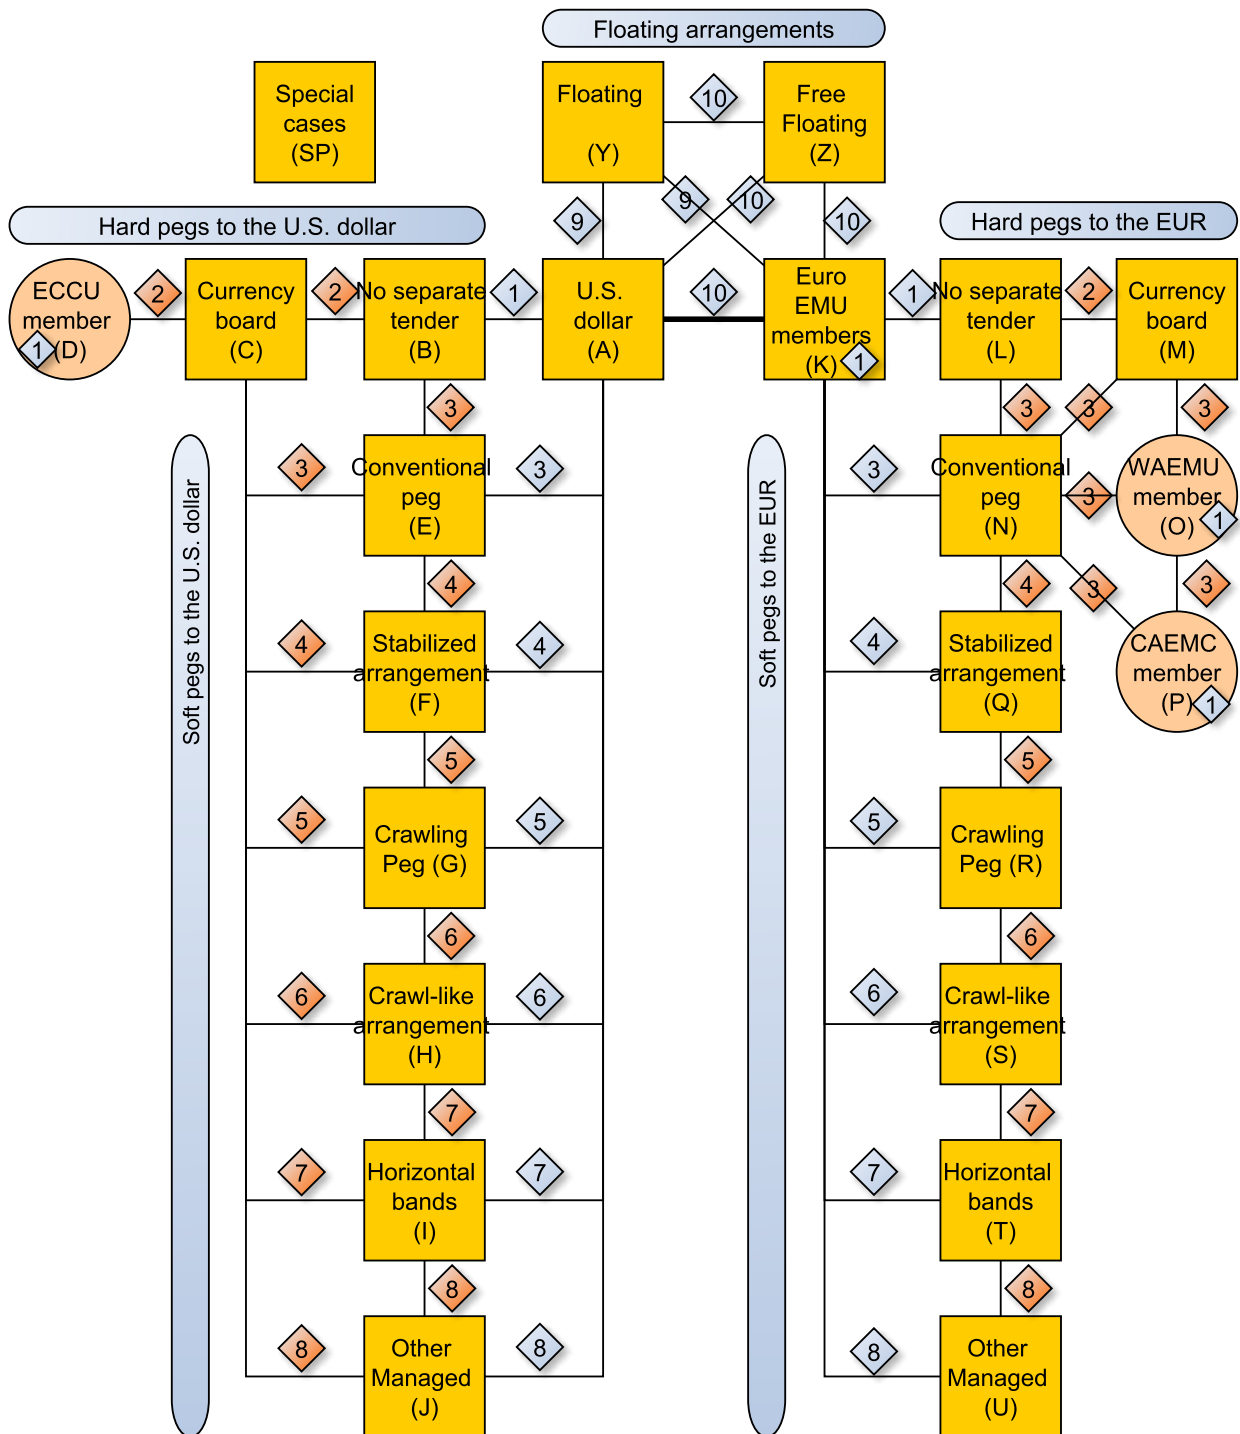 Floating arrangements
Special
cases
(SP)
Floating
(Y)
10
Free
Floating
(Z)
9
9
10
10
Hard pegs to the U.S. dollar
Hard pegs to the EUR
ECCU
member
(D)
1
2
Currency
board
(C)
2
No separate
tender
(B)
1
U.S.
dollar
(A)
10
Euro
EMU
members
(K)
1
1
No separate
tender
(L)
2
Currency
board
(M)
3
3
3
3
Soft pegs to the U.S. dollar
Soft pegs to the EUR
3
Conventional
peg
(E)
3
3
Conventional
peg
(N)
3
WAEMU
member
(O)
1
4
4
3
3
4
Stabilized
arrangement
(F)
4
4
Stabilized
arrangement
(Q)
CAEMC
member
(P)
1
5
5
5
Crawling
Peg (G)
5
5
Crawling
Peg (R)
6
6
6
Crawl-like
arrangement
(H)
6
6
Crawl-like
arrangement
(S)
7
7
7
Horizontal
bands
(I)
7
7
Horizontal
bands
(T)
8
8
8
Other
Managed
(J)
8
8
Other
Managed
(U)